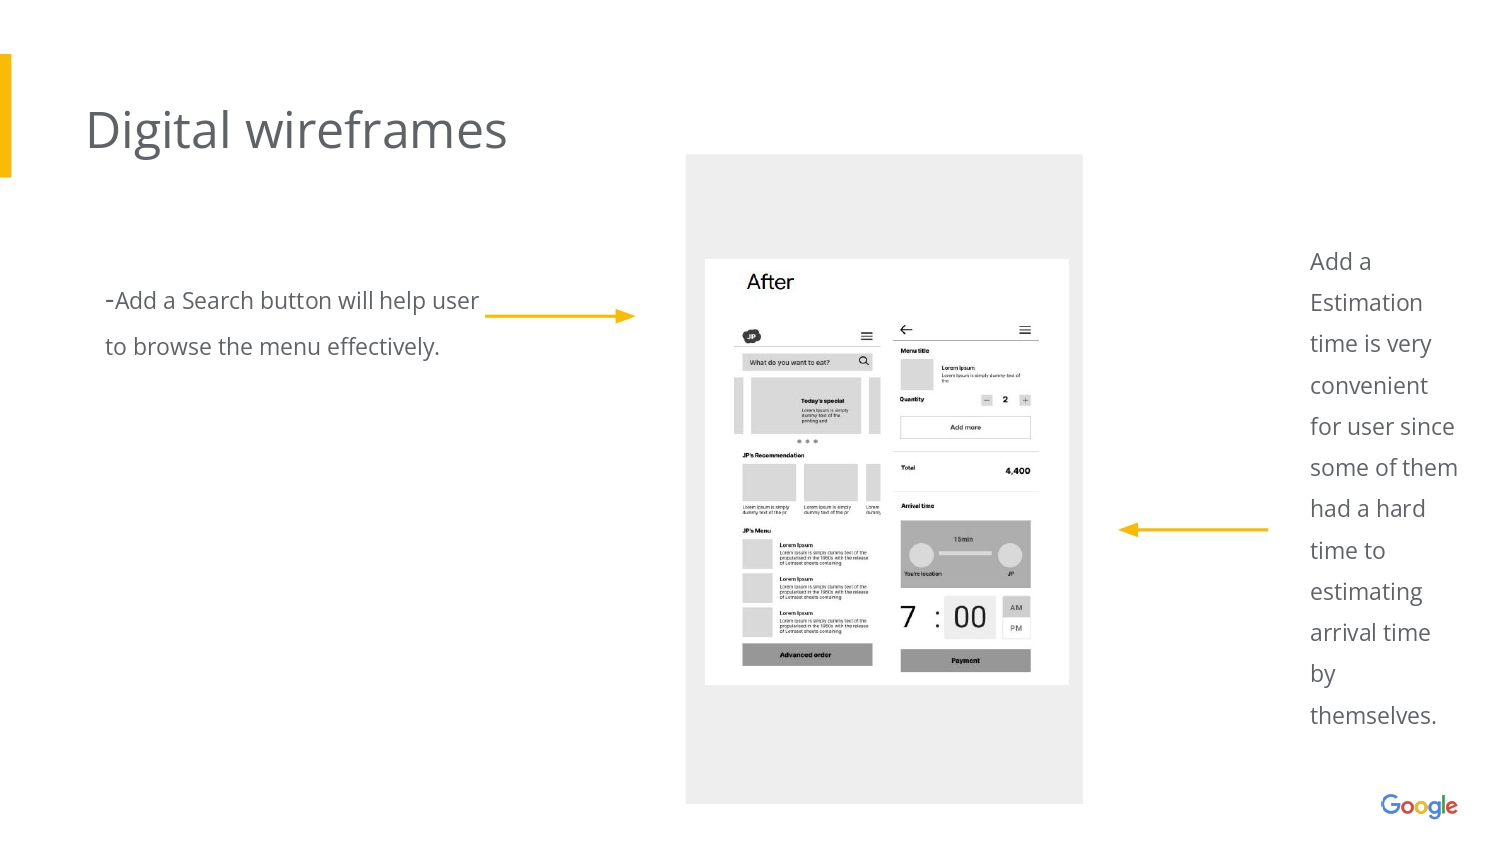 Digital wireframes
-Add a Search button will help user
to browse the menu effectively.
After
JP
What do you want to eat?
Today's special
Lorem Ipsum is simply
dummy text of the
printing and
JP's Recommendation
Lorem Ipsum is simply
dummy text of the pr
Lorem Ipsum is simply
dummy text of the pr
Lorem
dummy
JP's Menu
Lorem Ipsum
Lorem Ipsum is simply dummy text of the
popularised in the 1960s with the release
of Letraset sheets containing
Lorem Ipsum
Lorem Ipsum is simply dummy text of the
popularised in the 1960s with the release
of Letraset sheets containing
Lorem Ipsum
Lorem Ipsum is simply dummy text of the
popularised in the 1960s with the release
of Letraset sheets containing
Advanced order
Menu title
Lorem Ipsum
Lorem Ipsum is simply dummy text of
the
Quantity
− 2 +
Add more
Total
4,400
Arrival time
15min
You're location
JP
7 : 00
AM
PM
Payment
Add a
Estimation
time is very
convenient
for user since
some of them
had a hard
time to
estimating
arrival time
by
themselves.
Google